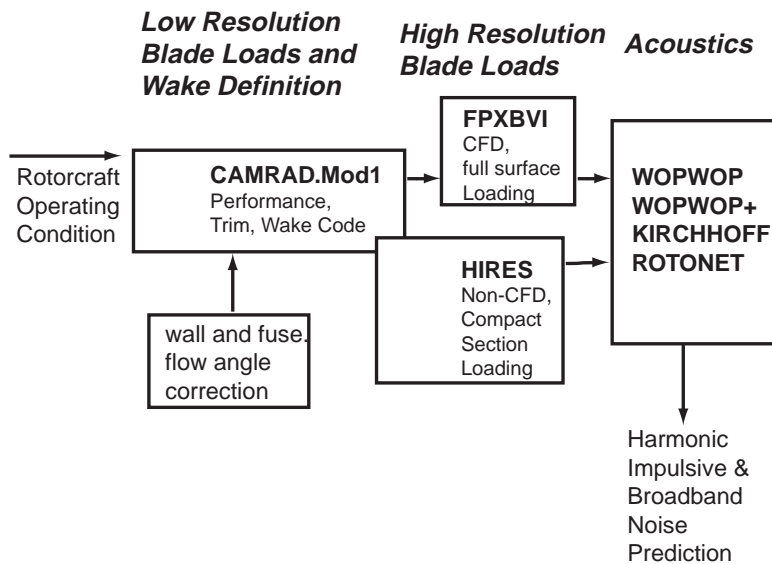 Low Resolution
Blade Loads and
Wake Definition
High Resolution
Blade Loads
Acoustics
Rotorcraft
Operating
Condition
CAMRAD.Mod1
Performance,
Trim, Wake Code
wall and fuse.
flow angle
correction
FPXBVI
CFD,
full surface
Loading
HIRES
Non-CFD,
Compact
Section
Loading
WOPWOP
WOPWOP+
KIRCHHOFF
ROTONET
Harmonic
Impulsive &
Broadband
Noise
Prediction